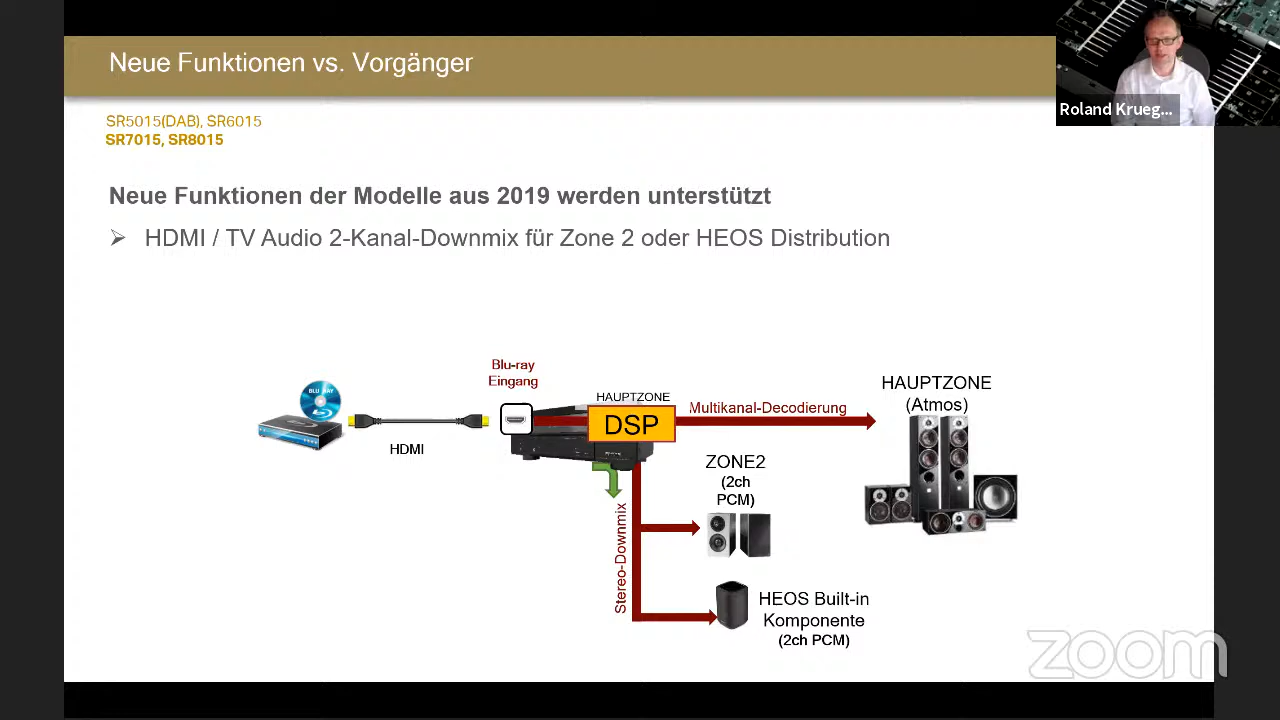 Neue Funktionen vs. Vorgänger
Roland Krueg...
SR5015(DAB), SR6015
SR7015, SR8015
Neue Funktionen der Modelle aus 2019 werden unterstützt
HDMI / TV Audio 2-Kanal-Downmix für Zone 2 oder HEOS Distribution
Blu-ray
Eingang
BLU RAY
HDMI
HAUPTZONE
DSP
Multikanal-Decodierung
HAUPTZONE
(Atmos)
ZONE2
(2ch
PCM)
Stereo-Downmix
HEOS Built-in
Komponente
(2ch PCM)
zoom